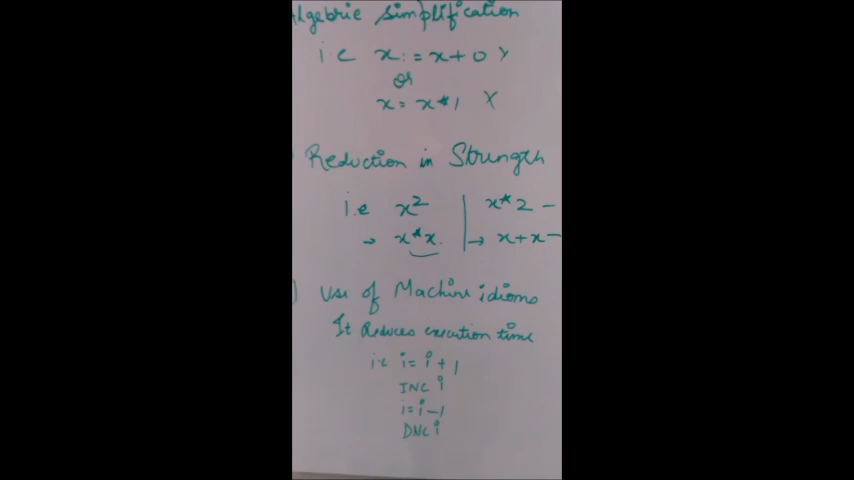 lgebric simplification
i.e x := x + 0 X
or
x = x * 1 X
) Reduction in Strength
i.e x² | x * 2 –
→ x * x. | → x + x –
) Use of Machine idioms
It Reduces execution time
i.e i = i + 1
INC i
i = i – 1
DNC i